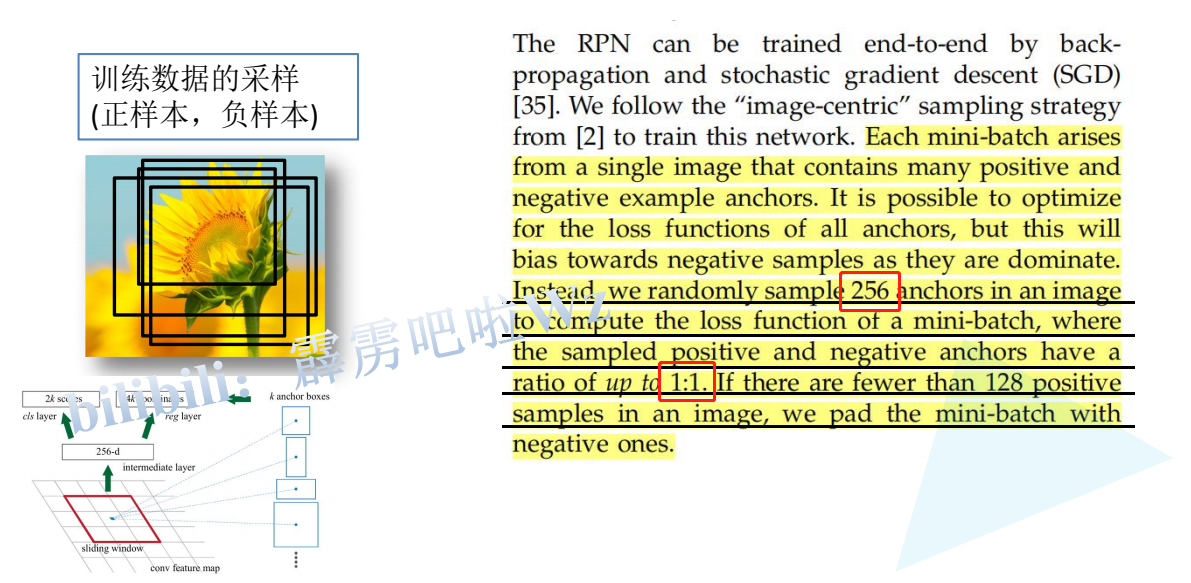 训练数据的采样
(正样本，负样本)
The RPN can be trained end-to-end by back-
propagation and stochastic gradient descent (SGD)
[35]. We follow the “image-centric” sampling strategy
from [2] to train this network. Each mini-batch arises
from a single image that contains many positive and
negative example anchors. It is possible to optimize
for the loss functions of all anchors, but this will
bias towards negative samples as they are dominate.
Instead, we randomly sample 256 anchors in an image
to compute the loss function of a mini-batch, where
the sampled positive and negative anchors have a
ratio of up to 1:1. If there are fewer than 128 positive
samples in an image, we pad the mini-batch with
negative ones.
bilibili: 霹雳吧啦Wz
2k scores
4k coordinates
k anchor boxes
cls layer
reg layer
256-d
intermediate layer
sliding window
conv feature map